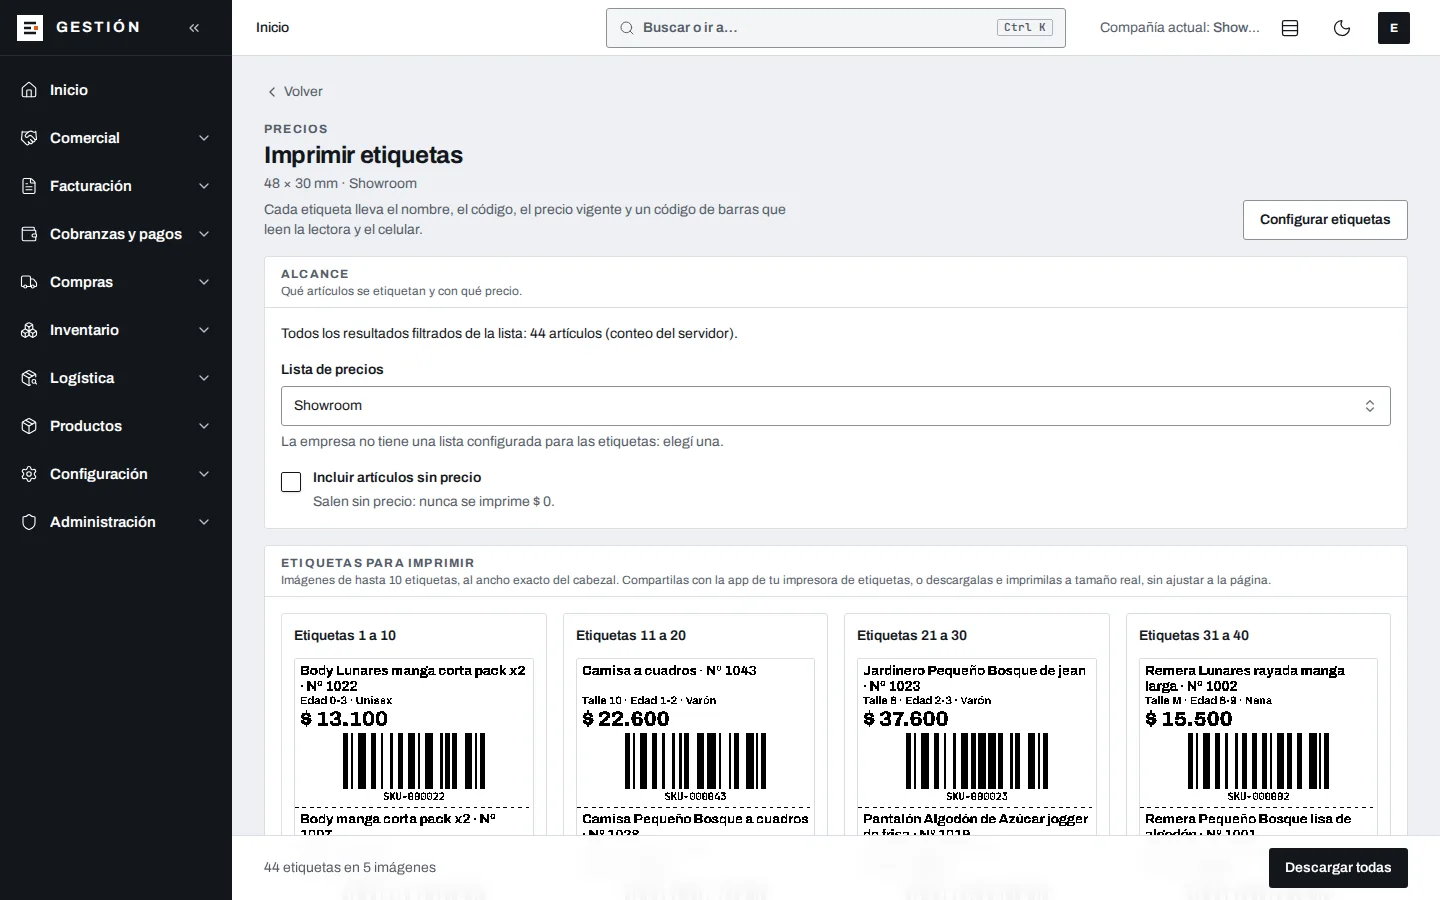 GESTIÓN
Inicio
Buscar o ir a...
Ctrl K
Compañía actual: Show...
E
Inicio
Comercial
Facturación
Cobranzas y pagos
Compras
Inventario
Logística
Productos
Configuración
Administración
Volver
PRECIOS
Imprimir etiquetas
48 × 30 mm · Showroom
Cada etiqueta lleva el nombre, el código, el precio vigente y un código de barras que
leen la lectora y el celular.
Configurar etiquetas
ALCANCE
Qué artículos se etiquetan y con qué precio.
Todos los resultados filtrados de la lista: 44 artículos (conteo del servidor).
Lista de precios
Showroom
La empresa no tiene una lista configurada para las etiquetas: elegí una.
Incluir artículos sin precio
Salen sin precio: nunca se imprime $ 0.
ETIQUETAS PARA IMPRIMIR
Imágenes de hasta 10 etiquetas, al ancho exacto del cabezal. Compartilas con la app de tu impresora de etiquetas, o descargalas e imprimilas a tamaño real, sin ajustar a la página.
Etiquetas 1 a 10
Body Lunares manga corta pack x2
· Nº 1022
Edad 0-3 · Unisex
$ 13.100
SKU-000022
Body manga corta pack x2 · Nº
1007
Etiquetas 11 a 20
Camisa a cuadros · Nº 1043
Talle 10 · Edad 1-2 · Varón
$ 22.600
SKU-000043
Camisa Pequeño Bosque a cuadros
· Nº 1028
Etiquetas 21 a 30
Jardinero Pequeño Bosque de jean
· Nº 1023
Talle 6 · Edad 2-3 · Varón
$ 37.600
SKU-000023
Pantalón Algodón de Azúcar jogger
de frisa · Nº 1019
Etiquetas 31 a 40
Remera Lunares rayada manga
larga · Nº 1002
Talle M · Edad 8-9 · Nena
$ 15.500
SKU-000002
Remera Pequeño Bosque lisa de
algodón · Nº 1001
44 etiquetas en 5 imágenes
Descargar todas